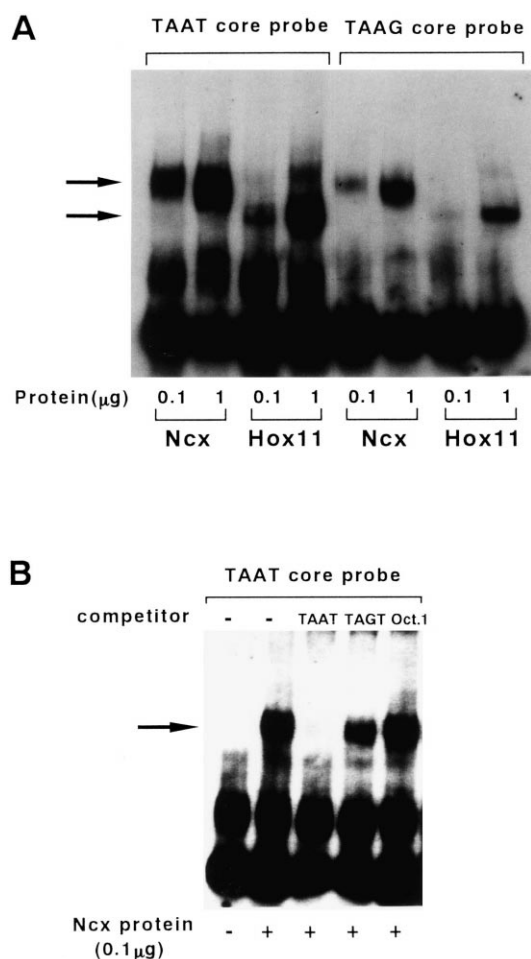 A
TAAT core probe TAAG core probe
Protein(μg) 0.1 1 0.1 1 0.1 1 0.1 1
Ncx Hox11 Ncx Hox11
B
TAAT core probe
competitor - - TAAT TAGT Oct.1
Ncx protein - + + + +
(0.1μg)